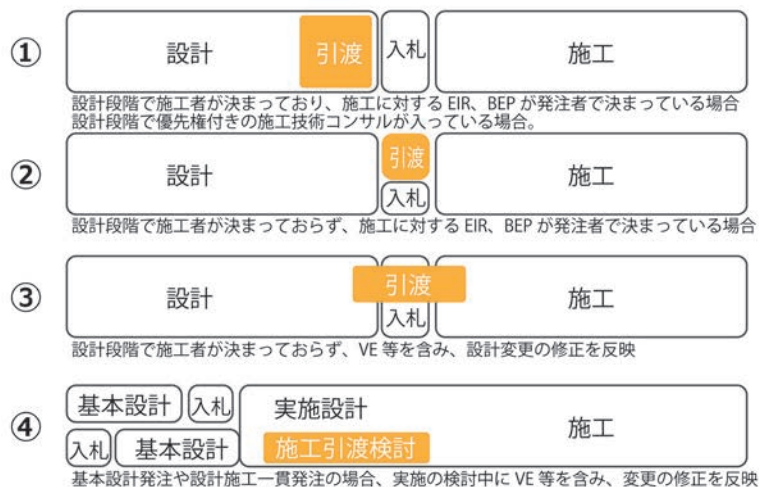 ① 設計 引渡 入札 施工
設計段階で施工者が決まっており、施工に対する EIR、BEP が発注者で決まっている場合
設計段階で優先権付きの施工技術コンサルが入っている場合。
② 設計 引渡 入札 施工
設計段階で施工者が決まっておらず、施工に対する EIR、BEP が発注者で決まっている場合
③ 設計 引渡 入札 施工
設計段階で施工者が決まっておらず、VE 等を含み、設計変更の修正を反映
④ 基本設計 入札 実施設計 施工
入札 基本設計 施工引渡検討
基本設計発注や設計施工一貫発注の場合、実施の検討中に VE 等を含み、変更の修正を反映